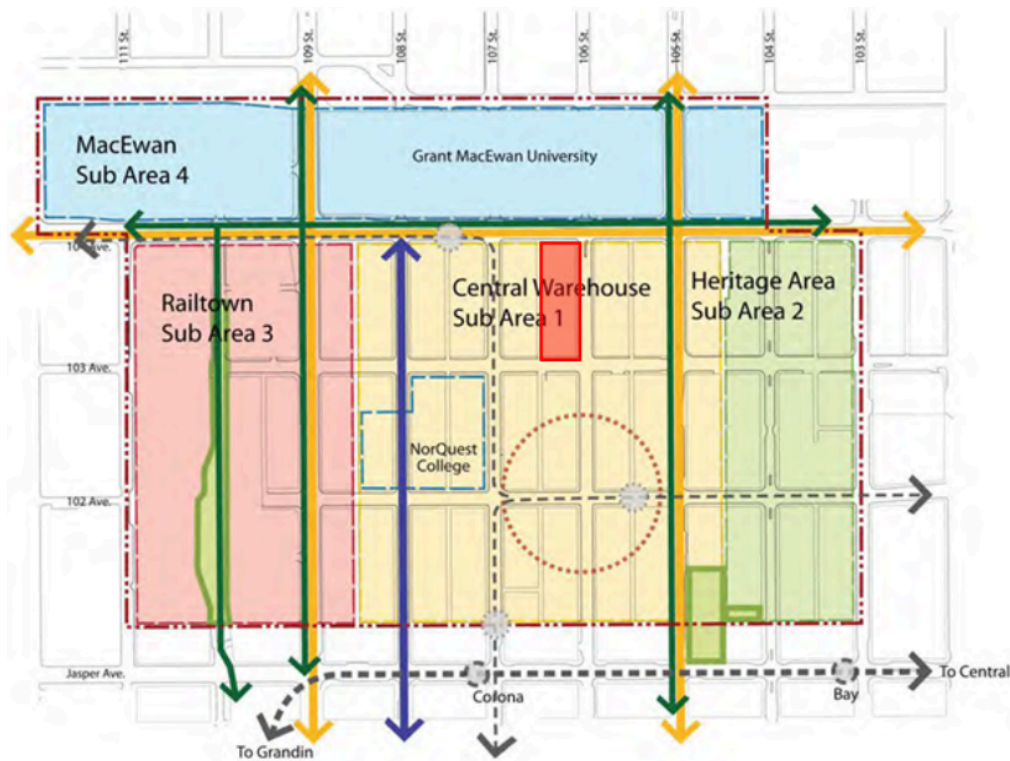 111 St.
109 St.
108 St.
107 St.
106 St.
105 St.
104 St.
103 St.
MacEwan
Sub Area 4
Grant MacEwan University
Ave.
Railtown
Sub Area 3
Central Warehouse
Sub Area 1
Heritage Area
Sub Area 2
103 Ave.
NorQuest
College
102 Ave.
Jasper Ave.
Corona
Bay
To Central
To Grandin